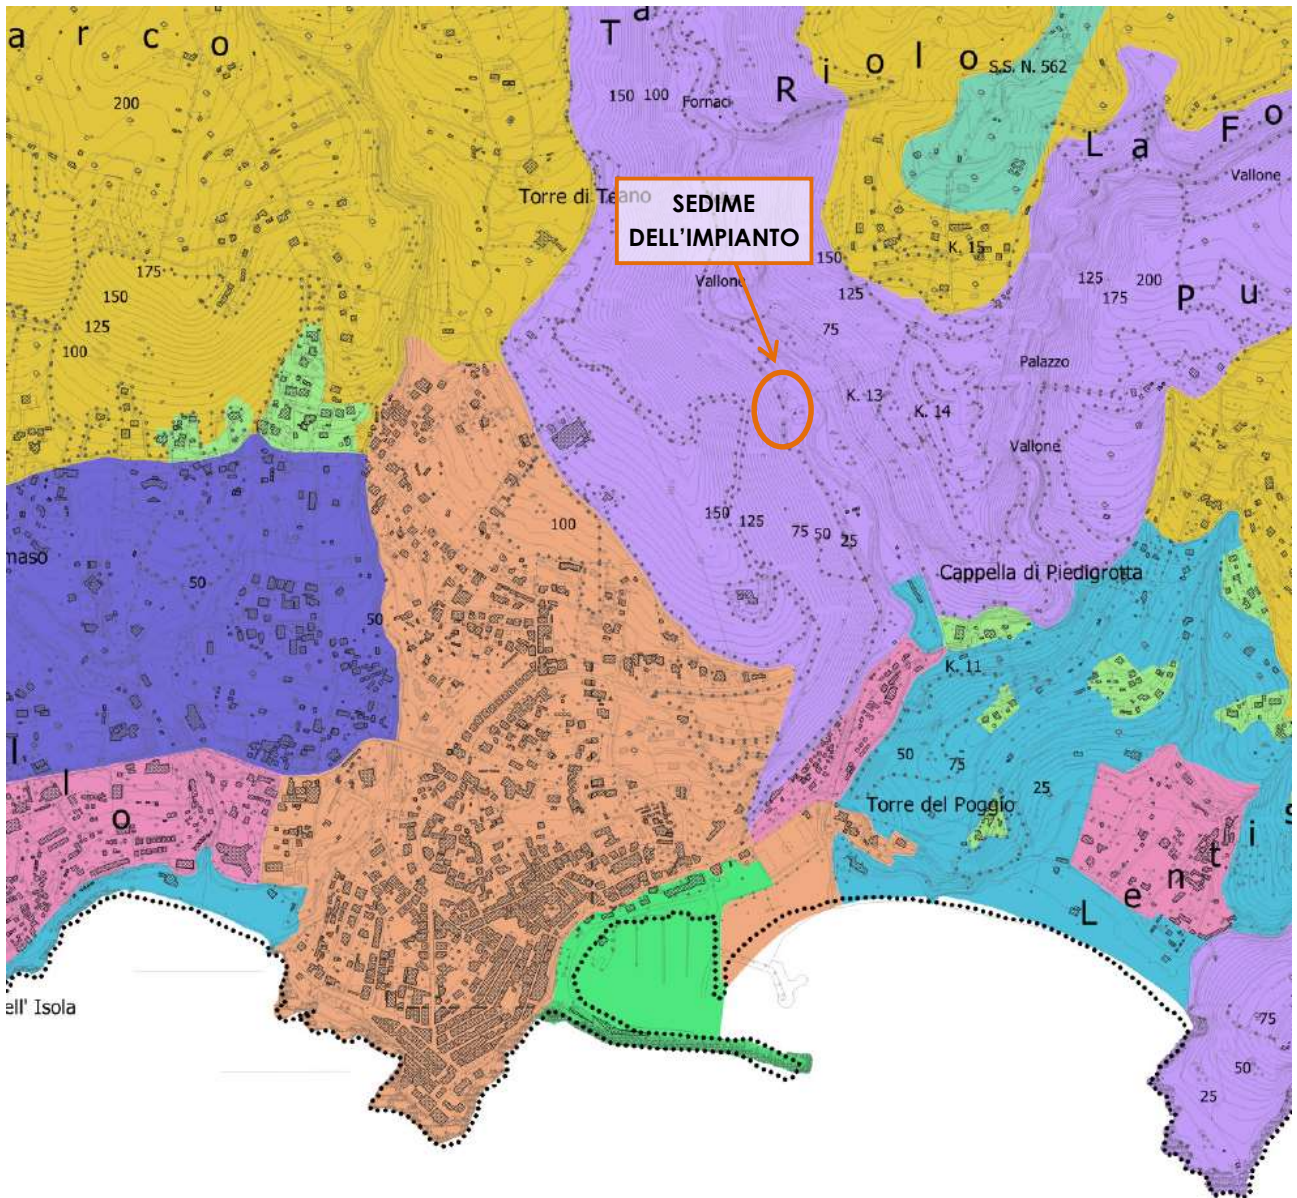 a r c o
T a
R i o l o
S.S. N. 562
200
150 100
Fornaci
L a F o
Vallone
Torre di Teano
SEDIME
DELL'IMPIANTO
K. 15
150
175
Vallone
125
125
200
175
P u
150
125
75
100
Palazzo
K. 13
K. 14
Vallone
100
150
125
75 50
25
maso
50
Cappella di Piedigrotta
50
K. 11
l l o
50
75
25
Torre del Poggio
L e n t i s
ell' Isola
75
50
25